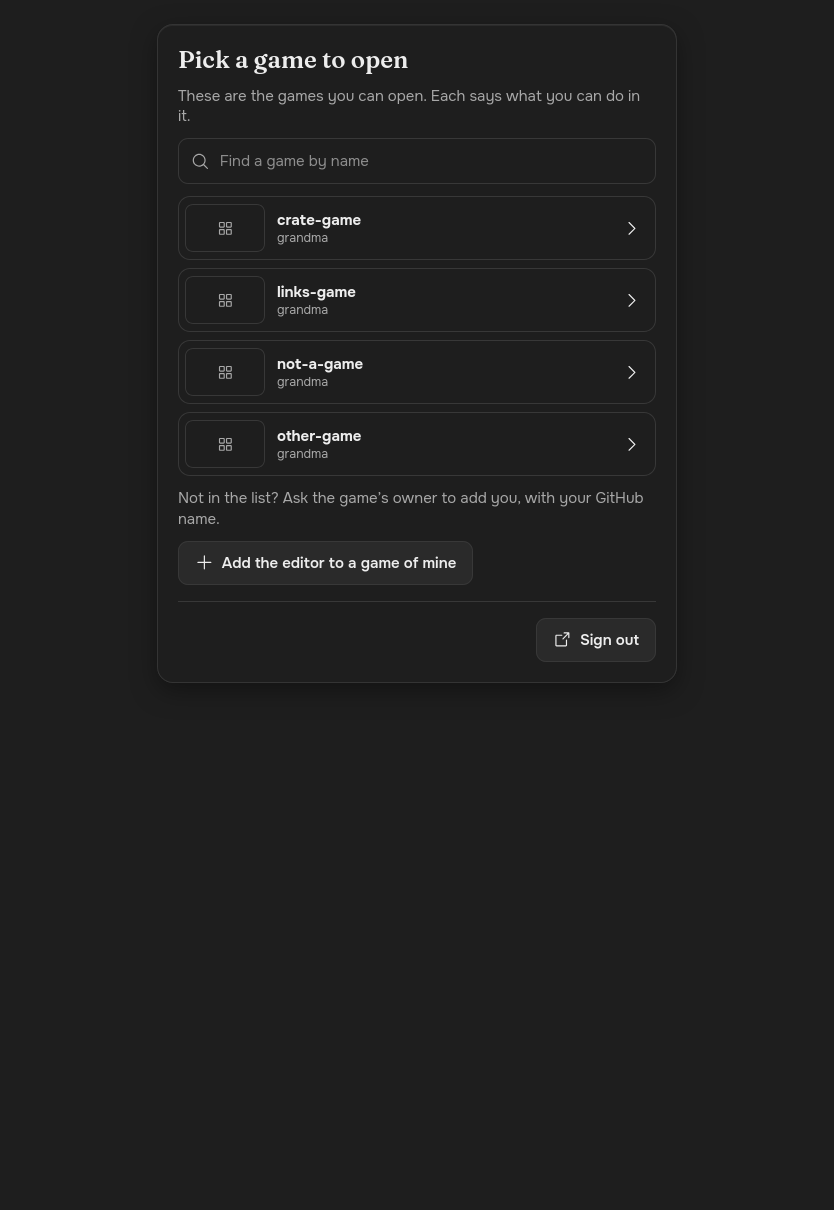 Pick a game to open
These are the games you can open. Each says what you can do in
it.
Find a game by name
crate-game
grandma
links-game
grandma
not-a-game
grandma
other-game
grandma
Not in the list? Ask the game's owner to add you, with your GitHub
name.
Add the editor to a game of mine
Sign out